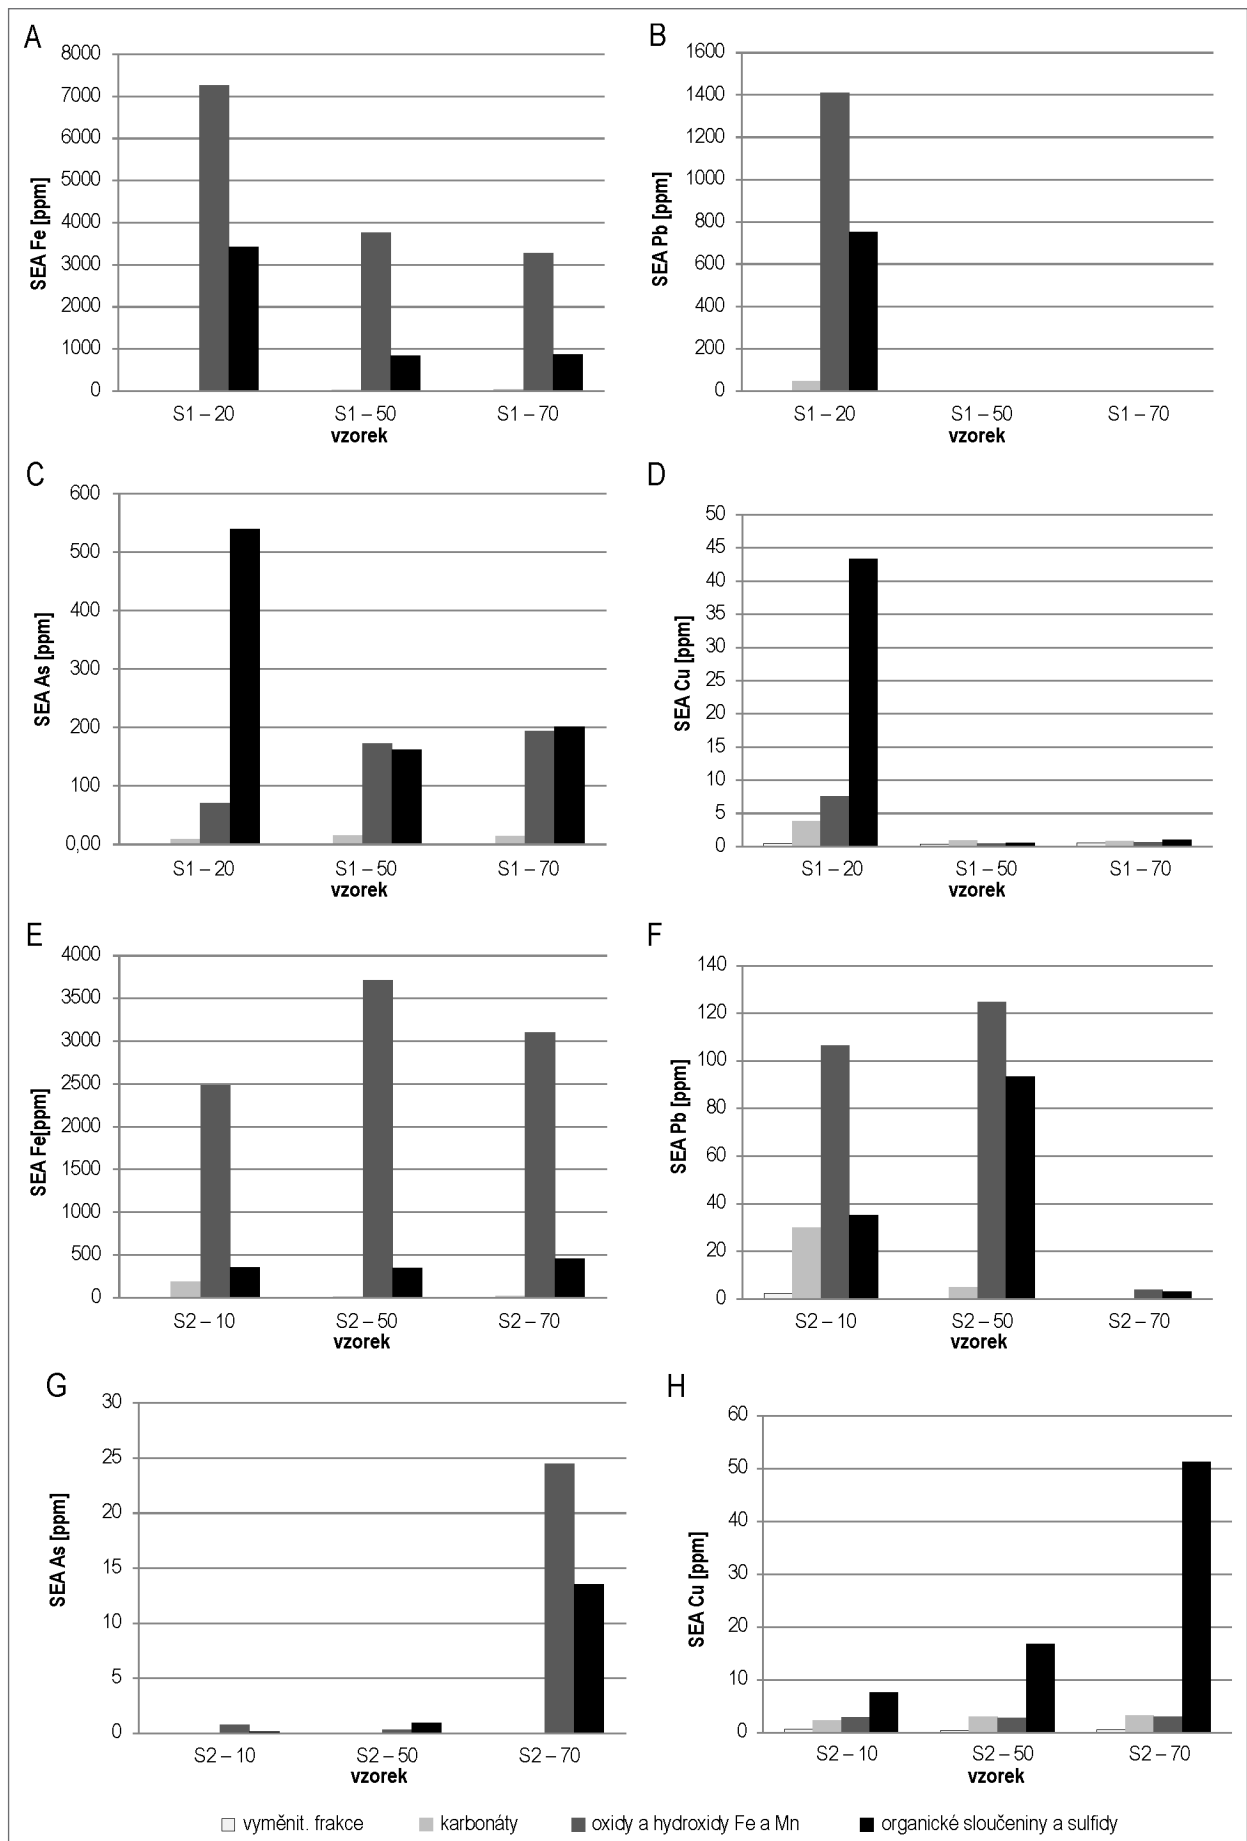 A
8000
7000
6000
5000
4000
3000
2000
1000
0
SEA Fe [ppm]
S1 – 20 S1 – 50 S1 – 70
vzorek
B
1600
1400
1200
1000
800
600
400
200
0
SEA Pb [ppm]
S1 – 20 S1 – 50 S1 – 70
vzorek
C
600
500
400
300
200
100
0,00
SEA As [ppm]
S1 – 20 S1 – 50 S1 – 70
vzorek
D
50
45
40
35
30
25
20
15
10
5
0
SEA Cu [ppm]
S1 – 20 S1 – 50 S1 – 70
vzorek
E
4000
3500
3000
2500
2000
1500
1000
500
0
SEA Fe[ppm]
S2 – 10 S2 – 50 S2 – 70
vzorek
F
140
120
100
80
60
40
20
0
SEA Pb [ppm]
S2 – 10 S2 – 50 S2 – 70
vzorek
G
30
25
20
15
10
5
0
SEA As [ppm]
S2 – 10 S2 – 50 S2 – 70
vzorek
H
60
50
40
30
20
10
0
SEA Cu [ppm]
S2 – 10 S2 – 50 S2 – 70
vzorek
vyměnit. frakce karbonáty oxidy a hydroxidy Fe a Mn organické sloučeniny a sulfidy